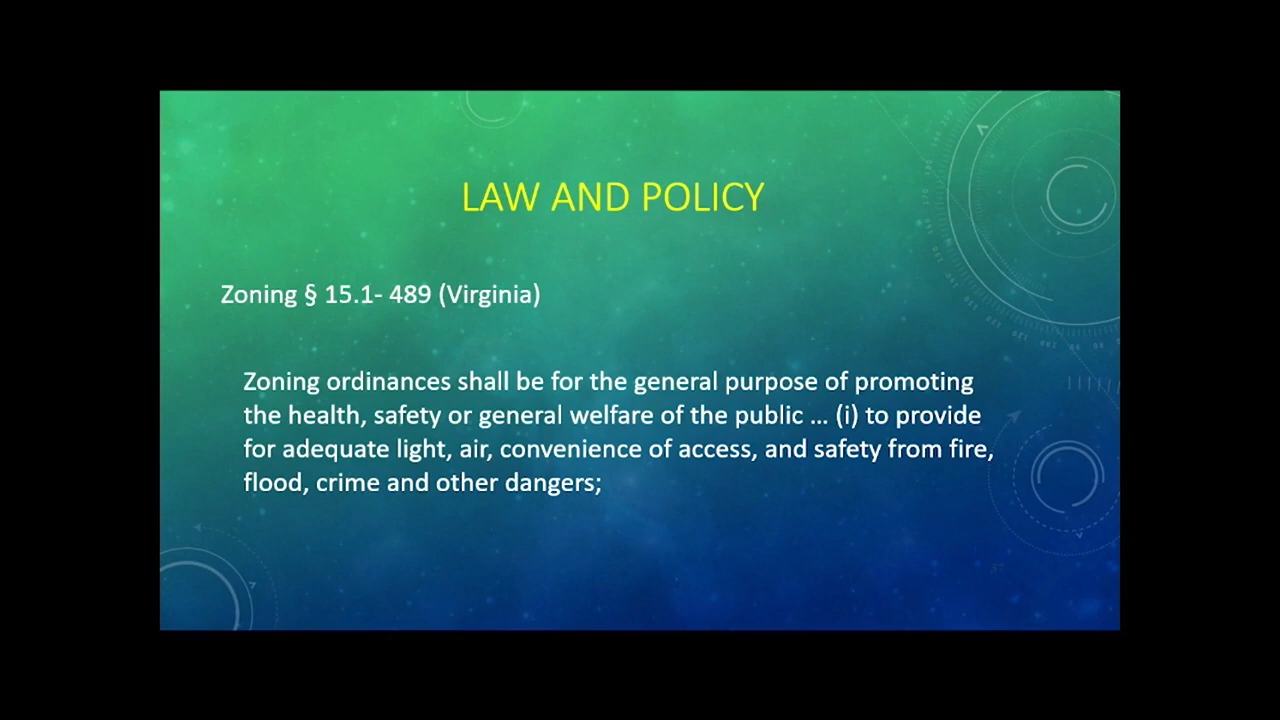 LAW AND POLICY
Zoning § 15.1- 489 (Virginia)
Zoning ordinances shall be for the general purpose of promoting
the health, safety or general welfare of the public ... (i) to provide
for adequate light, air, convenience of access, and safety from fire,
flood, crime and other dangers;